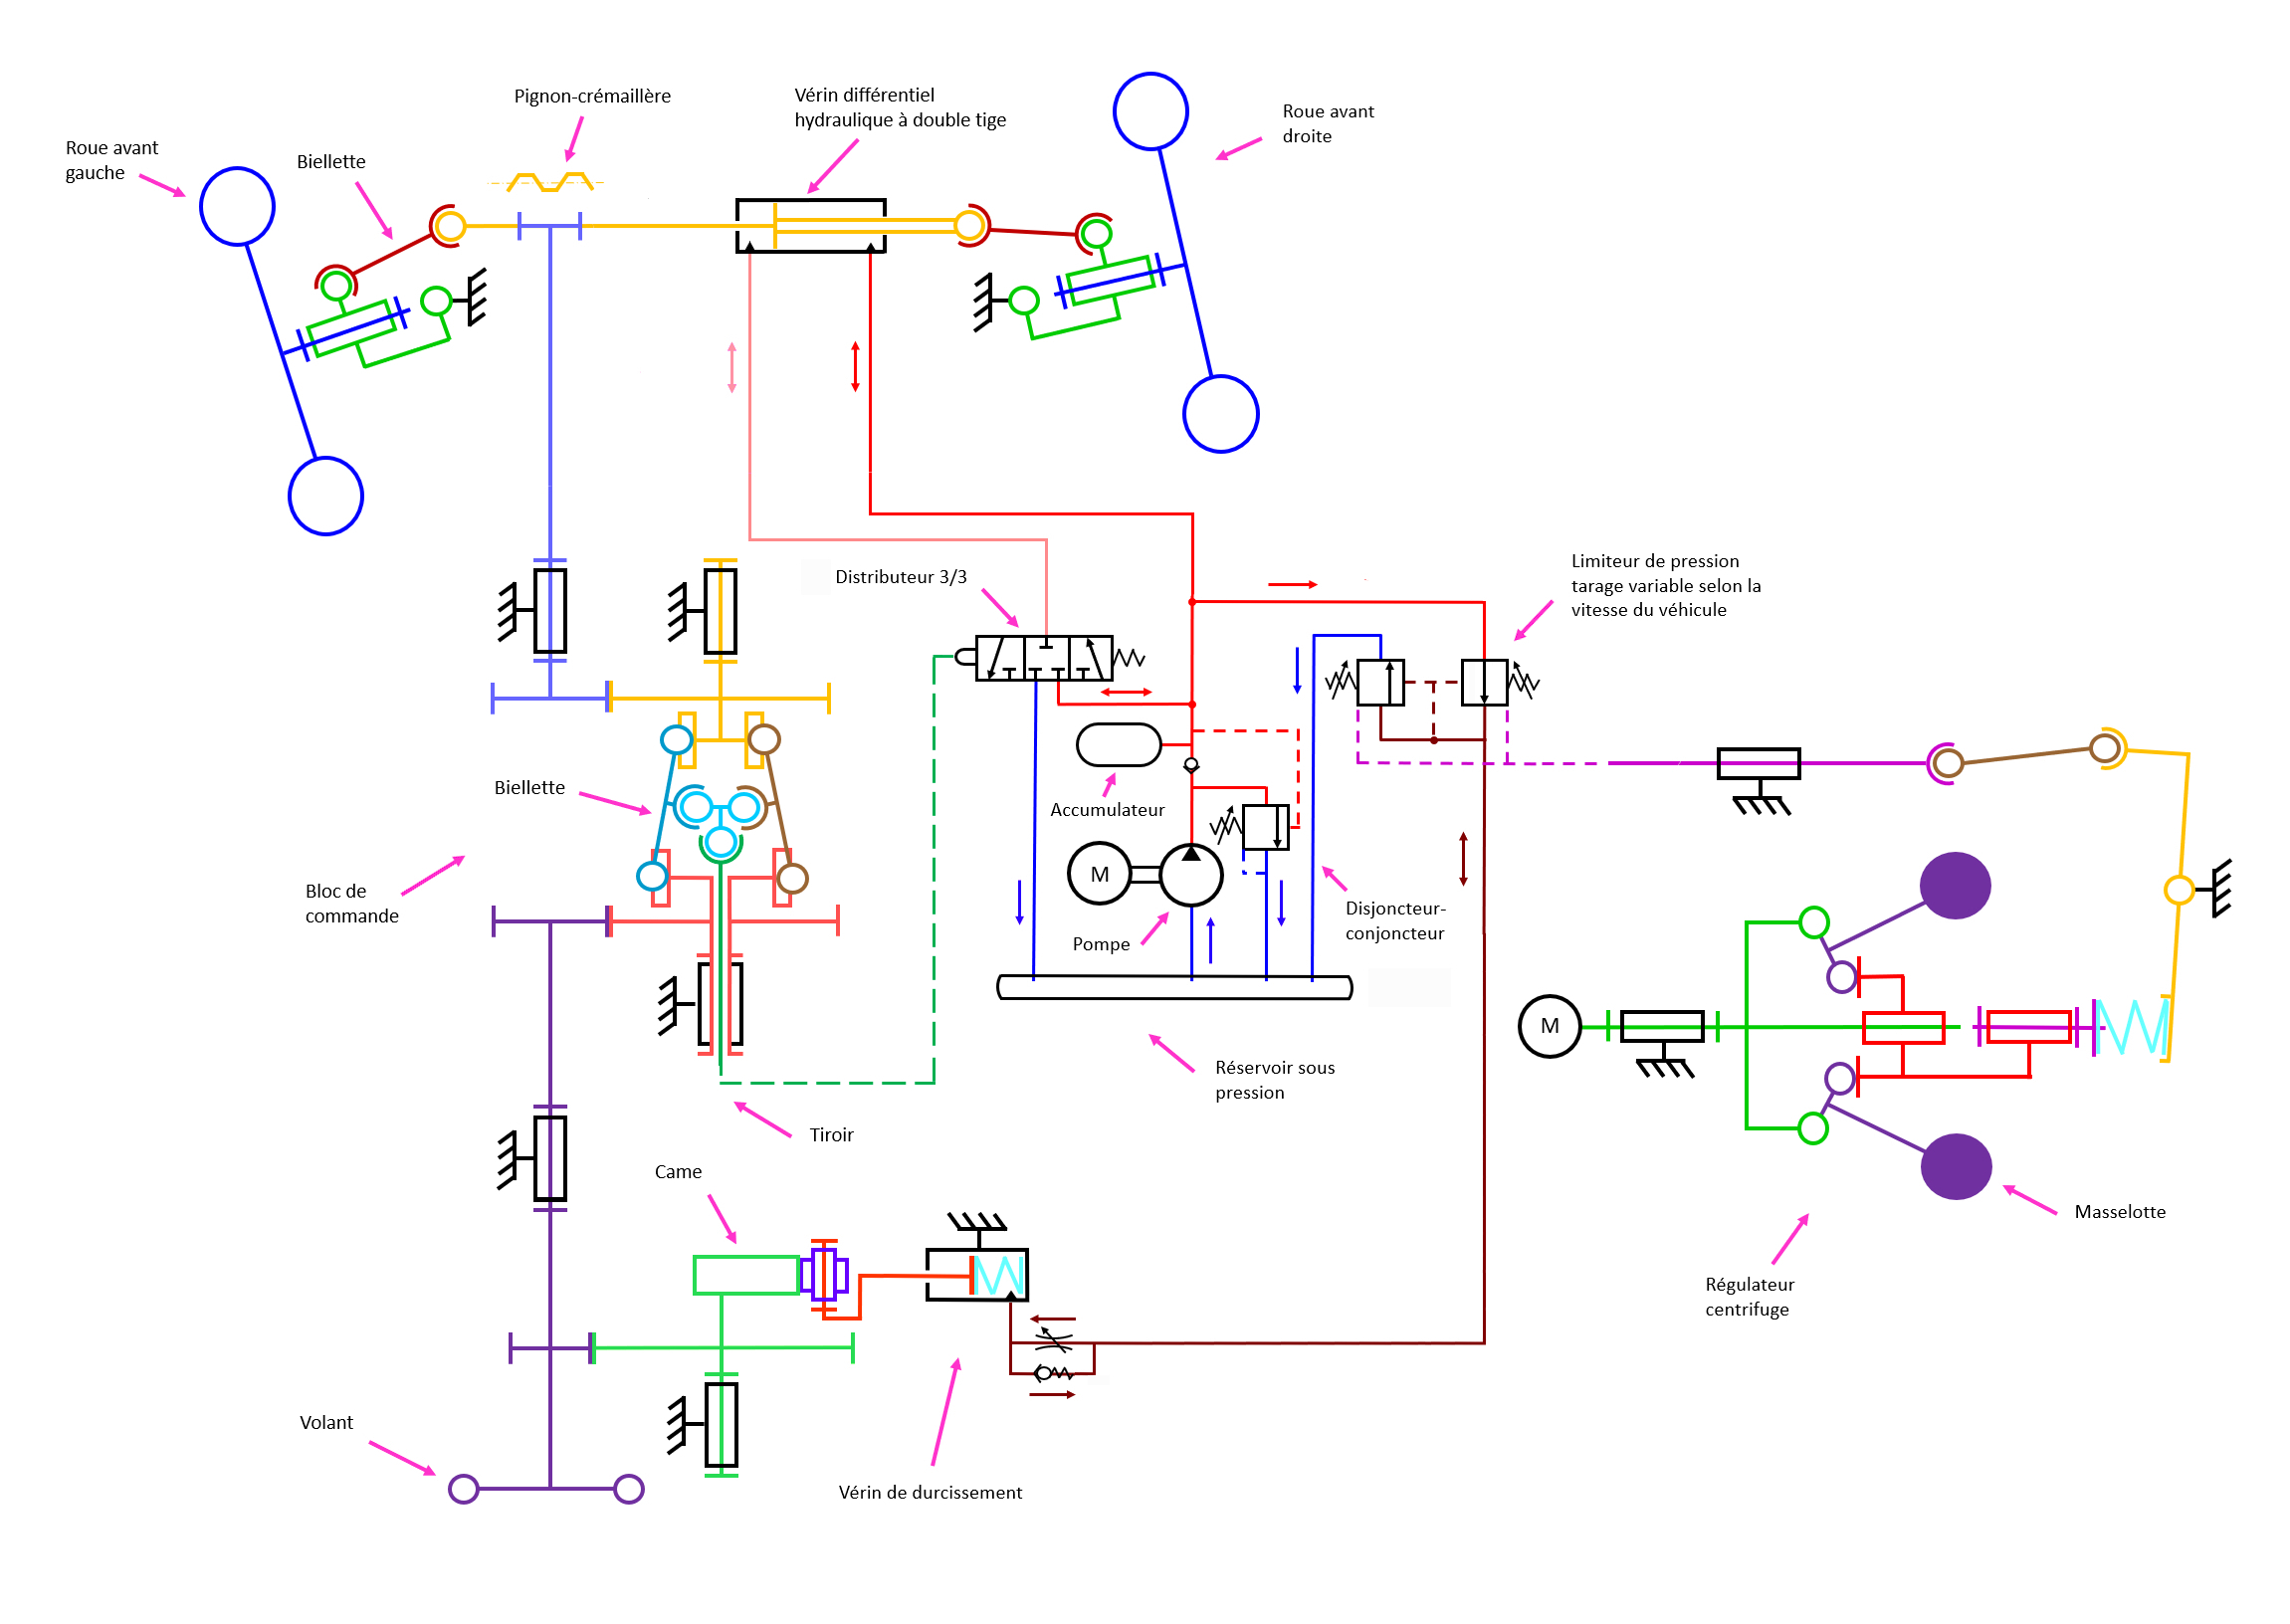 Pignon-crémaillère
Vérin différentiel
hydraulique à double tige
Roue avant
droite
Roue avant
gauche
Biellette
Distributeur 3/3
Limiteur de pression
tarage variable selon la
vitesse du véhicule
Biellette
Accumulateur
M
Bloc de
commande
Pompe
Disjoncteur-
conjoncteur
M
Réservoir sous
pression
Tiroir
Came
Masselotte
Régulateur
centrifuge
Volant
Vérin de durcissement